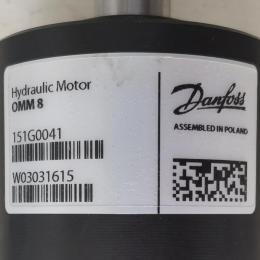 Hydraulic Motor
OMM 8
151G0041
W03031615
Danfoss
ASSEMBLED IN POLAND